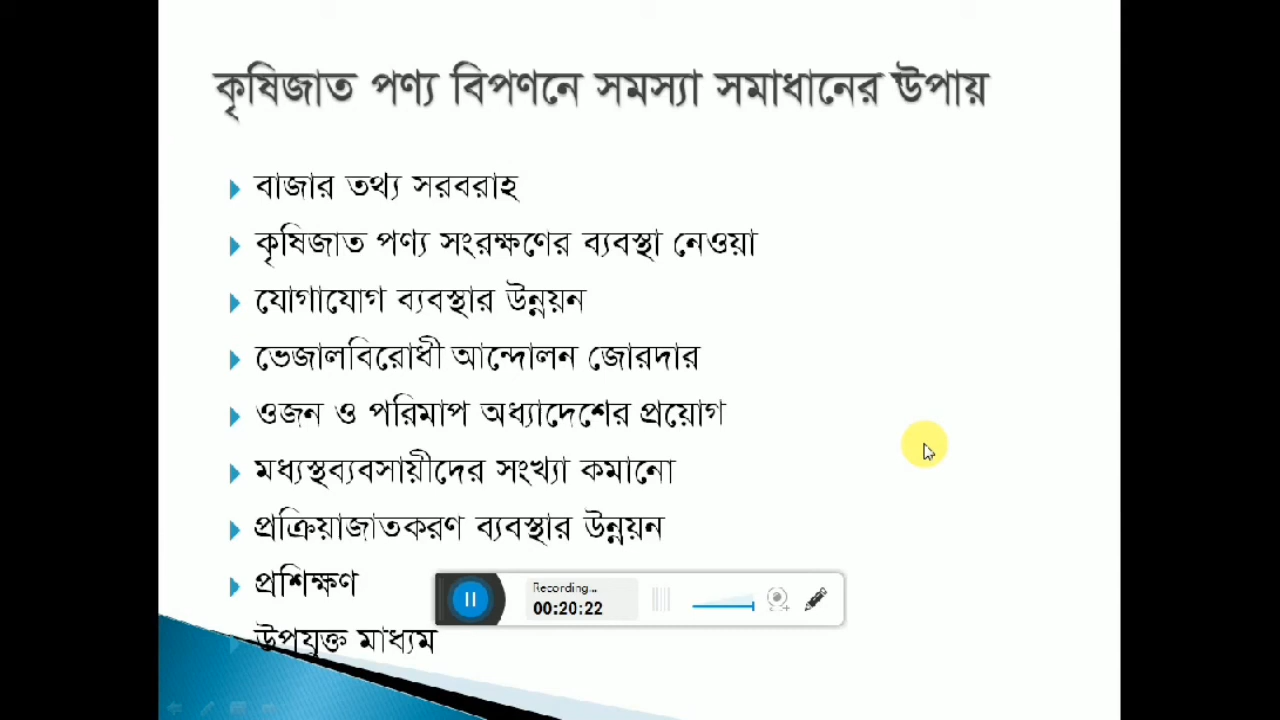 কৃষিজাত পণ্য বিপণনে সমস্যা সমাধানের উপায়
বাজার তথ্য সরবরাহ
কৃষিজাত পণ্য সংরক্ষণের ব্যবস্থা নেওয়া
যোগাযোগ ব্যবস্থার উন্নয়ন
ভেজালবিরোধী আন্দোলন জোরদার
ওজন ও পরিমাপ অধ্যাদেশের প্রয়োগ
মধ্যস্থব্যবসায়ীদের সংখ্যা কমানো
প্রক্রিয়াজাতকরণ ব্যবস্থার উন্নয়ন
প্রশিক্ষণ
Recording...
00:20:22
উপযুক্ত মাধ্যম